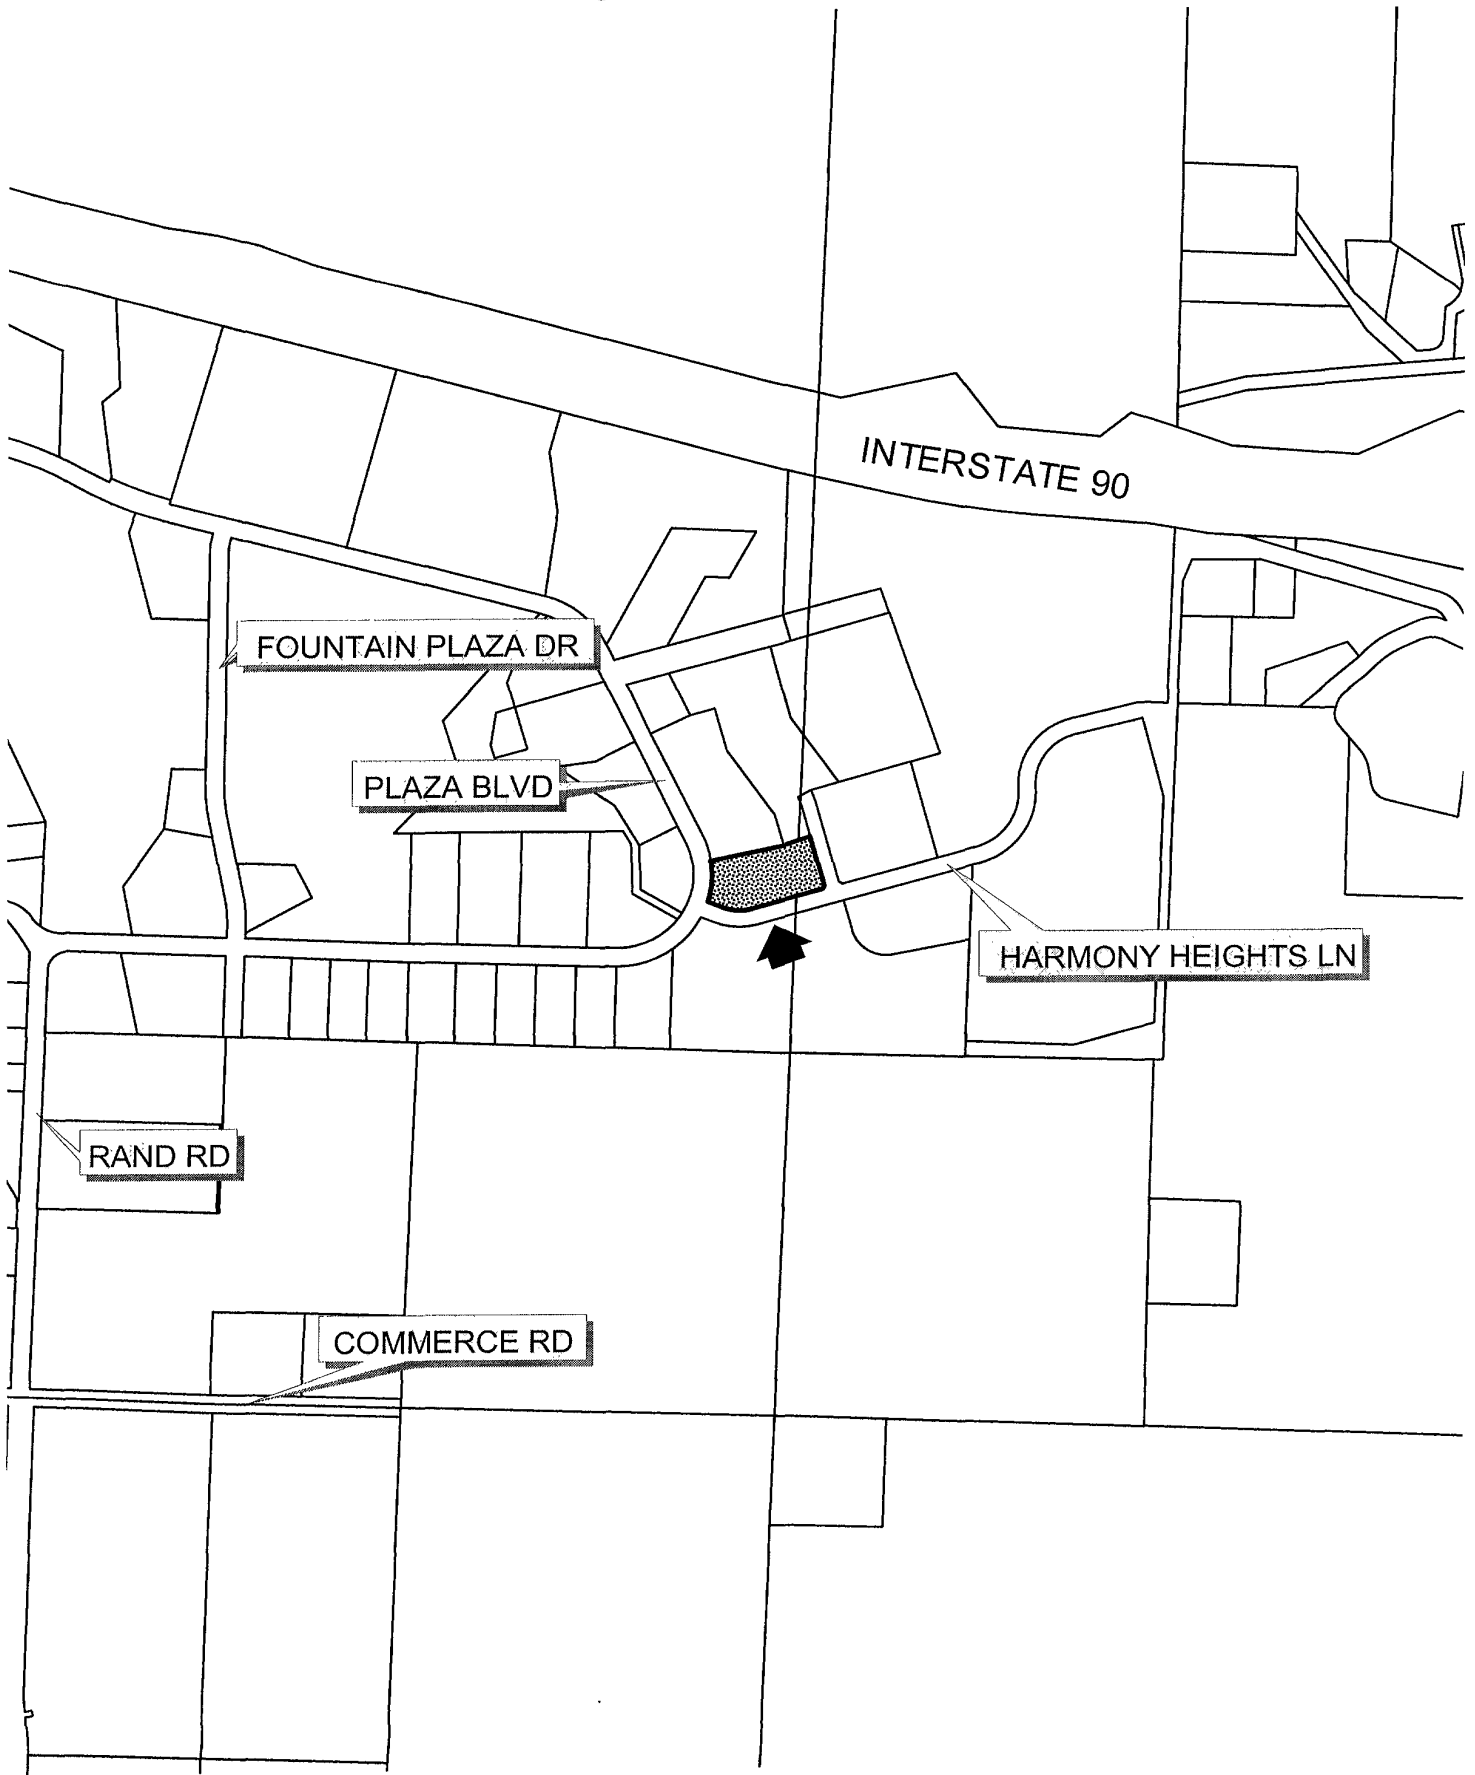 INTERSTATE 90
FOUNTAIN PLAZA DR
PLAZA BLVD
HARMONY HEIGHTS LN
RAND RD
COMMERCE RD